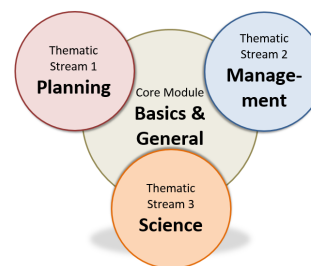 Thematic
Stream 1
Planning
Thematic
Stream 2
Manage-
ment
Core Module
Basics &
General
Thematic
Stream 3
Science